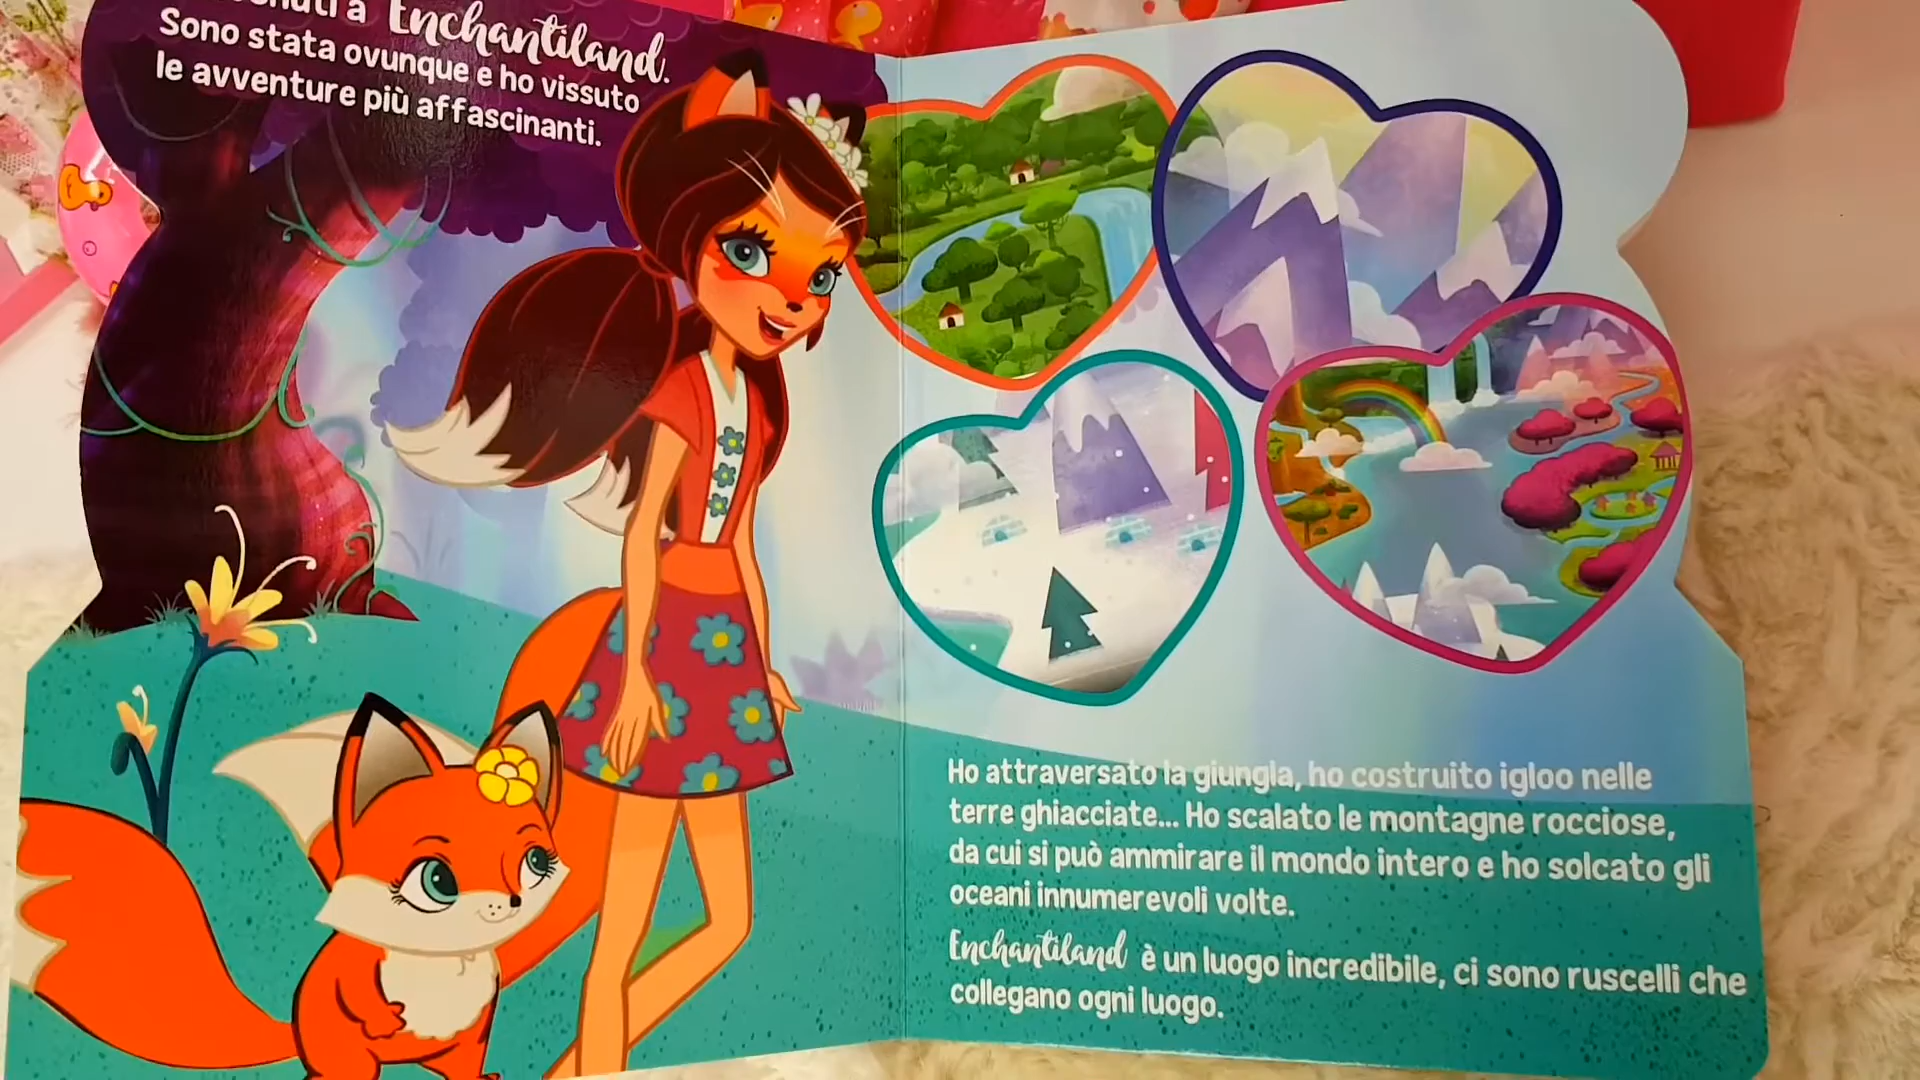 a Enchantiland.
Sono stata ovunque e ho vissuto
le avventure più affascinanti.
Ho attraversato la giungla, ho costruito igloo nelle
terre ghiacciate... Ho scalato le montagne rocciose,
da cui si può ammirare il mondo intero e ho solcato gli
oceani innumerevoli volte.
Enchantiland è un luogo incredibile, ci sono ruscelli che
collegano ogni luogo.